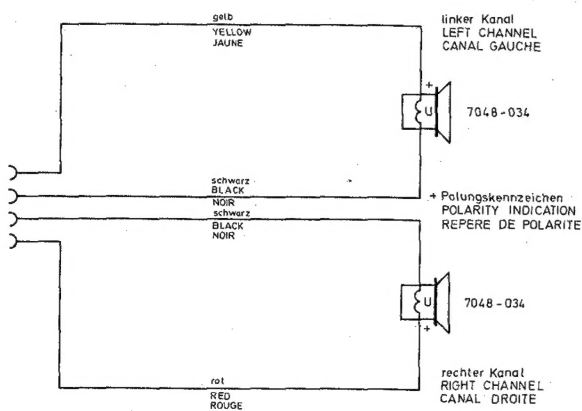 gelb
YELLOW
JAUNE
linker Kanal
LEFT CHANNEL
CANAL GAUCHE
+
U
7048-034
schwarz
BLACK
NOIR
schwarz
BLACK
NOIR
+ Polungskennzeichen
POLARITY INDICATION
REPERE DE POLARITE
U
7048-034
+
rot
RED
ROUGE
rechter Kanal
RIGHT CHANNEL
CANAL DROITE